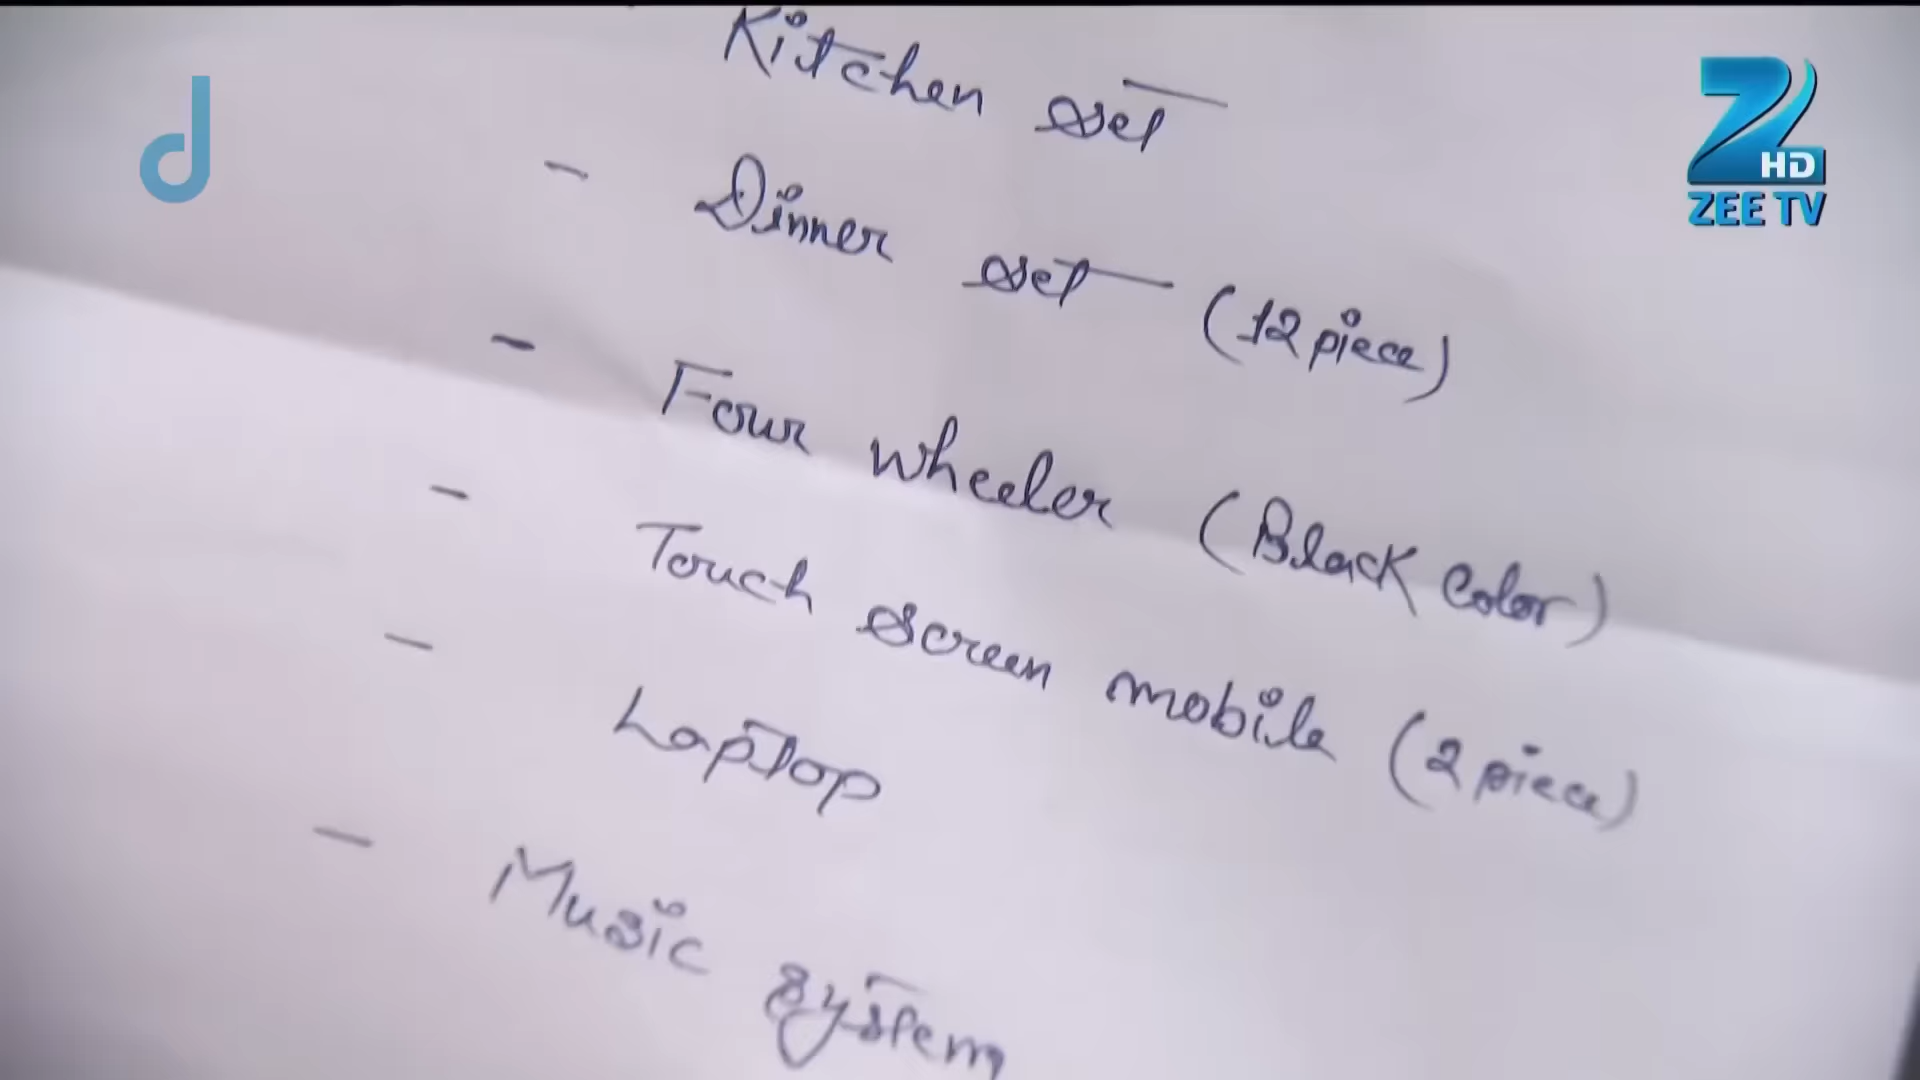 Kitchen set
- Dinner set (12 piece)
- Four wheeler (Black Color)
- Touch screen mobile (2 piece)
- Laptop
- Music system
d
HD
ZEE TV